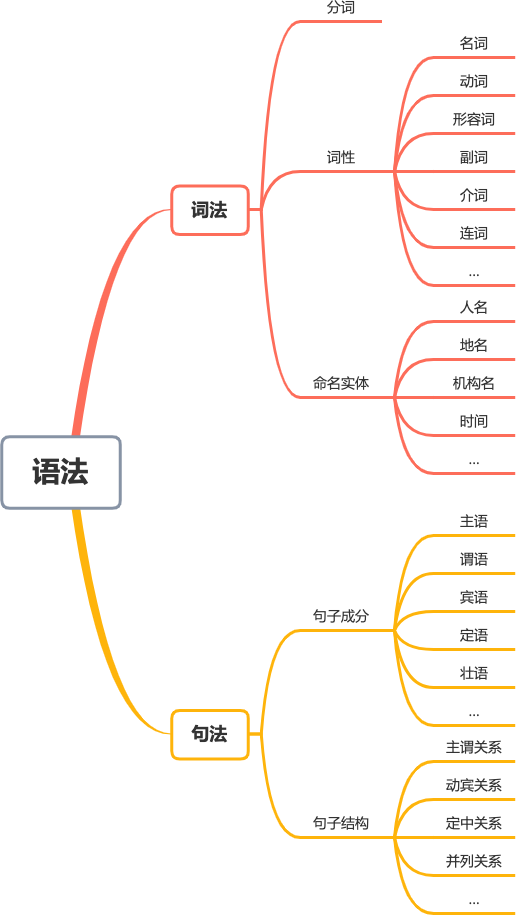 语法
词法
分词
词性
名词
动词
形容词
副词
介词
连词
...
命名实体
人名
地名
机构名
时间
...
句法
句子成分
主语
谓语
宾语
定语
壮语
...
句子结构
主谓关系
动宾关系
定中关系
并列关系
...